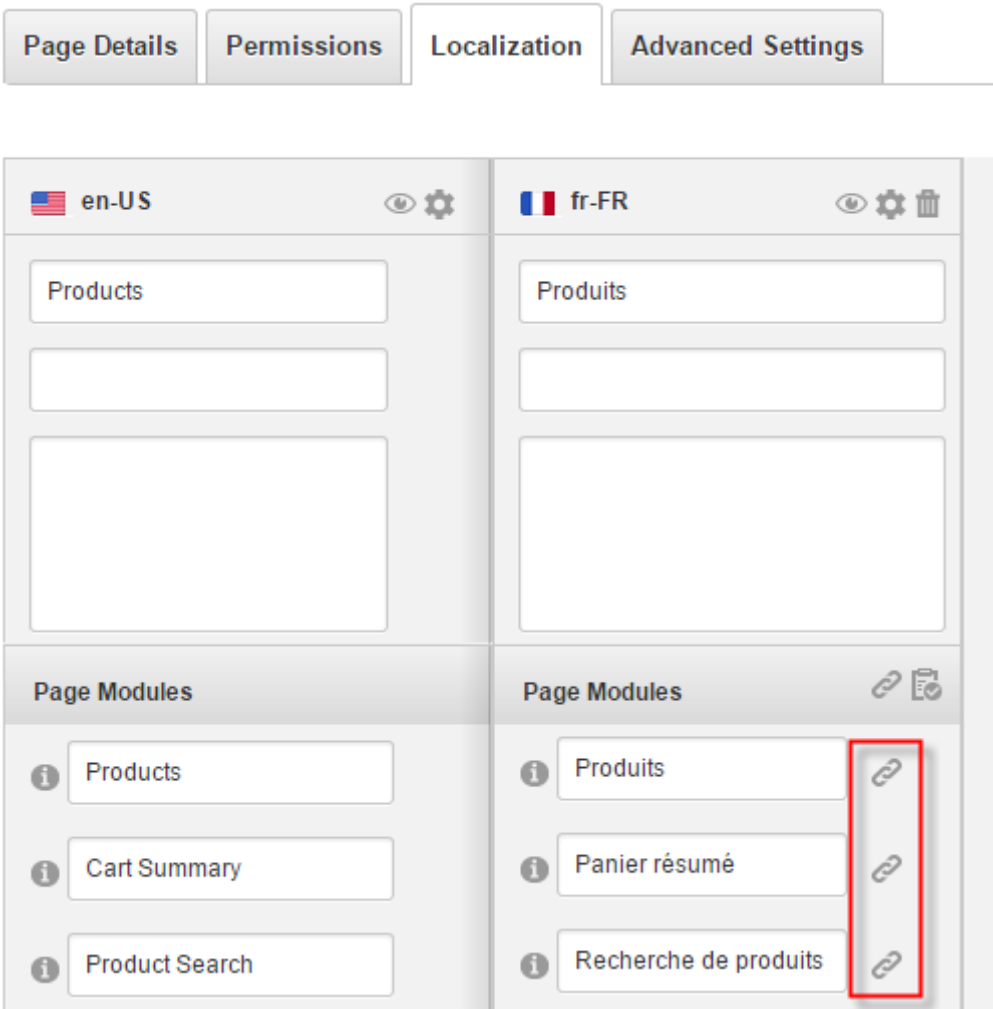 Page Details Permissions Localization Advanced Settings
en-US fr-FR
Products Produits
Page Modules Page Modules
Products Produits
Cart Summary Panier résumé
Product Search Recherche de produits